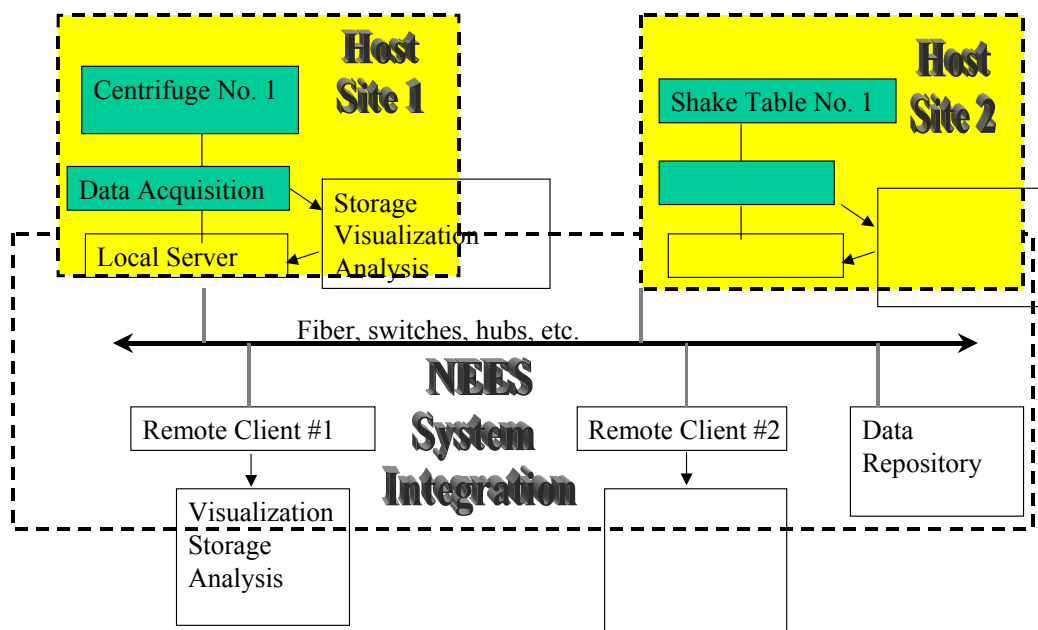 Host
Site 1
Centrifuge No. 1
Data Acquisition
Storage
Visualization
Analysis
Local Server
Host
Site 2
Shake Table No. 1
Fiber, switches, hubs, etc.
NEES
System
Integration
Remote Client #1
Visualization
Storage
Analysis
Remote Client #2
Data
Repository